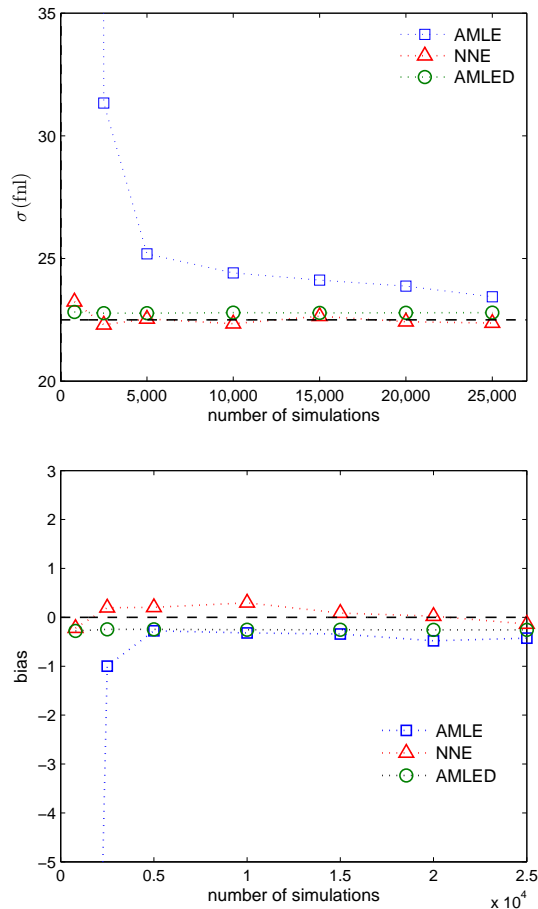 35
30
25
20
σ (fnl)
AMLE
NNE
AMLED
0 5,000 10,000 15,000 20,000 25,000
number of simulations
3
2
1
0
−1
−2
−3
−4
−5
bias
AMLE
NNE
AMLED
0 0.5 1 1.5 2 2.5
number of simulations
x 10⁴